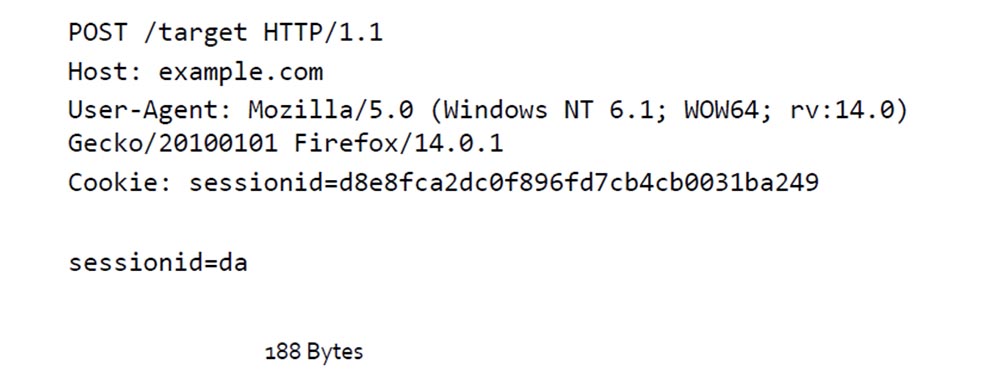 POST /target HTTP/1.1
Host: example.com
User-Agent: Mozilla/5.0 (Windows NT 6.1; WOW64; rv:14.0)
Gecko/20100101 Firefox/14.0.1
Cookie: sessionid=d8e8fca2dc0f896fd7cb4cb0031ba249

sessionid=da

188 Bytes